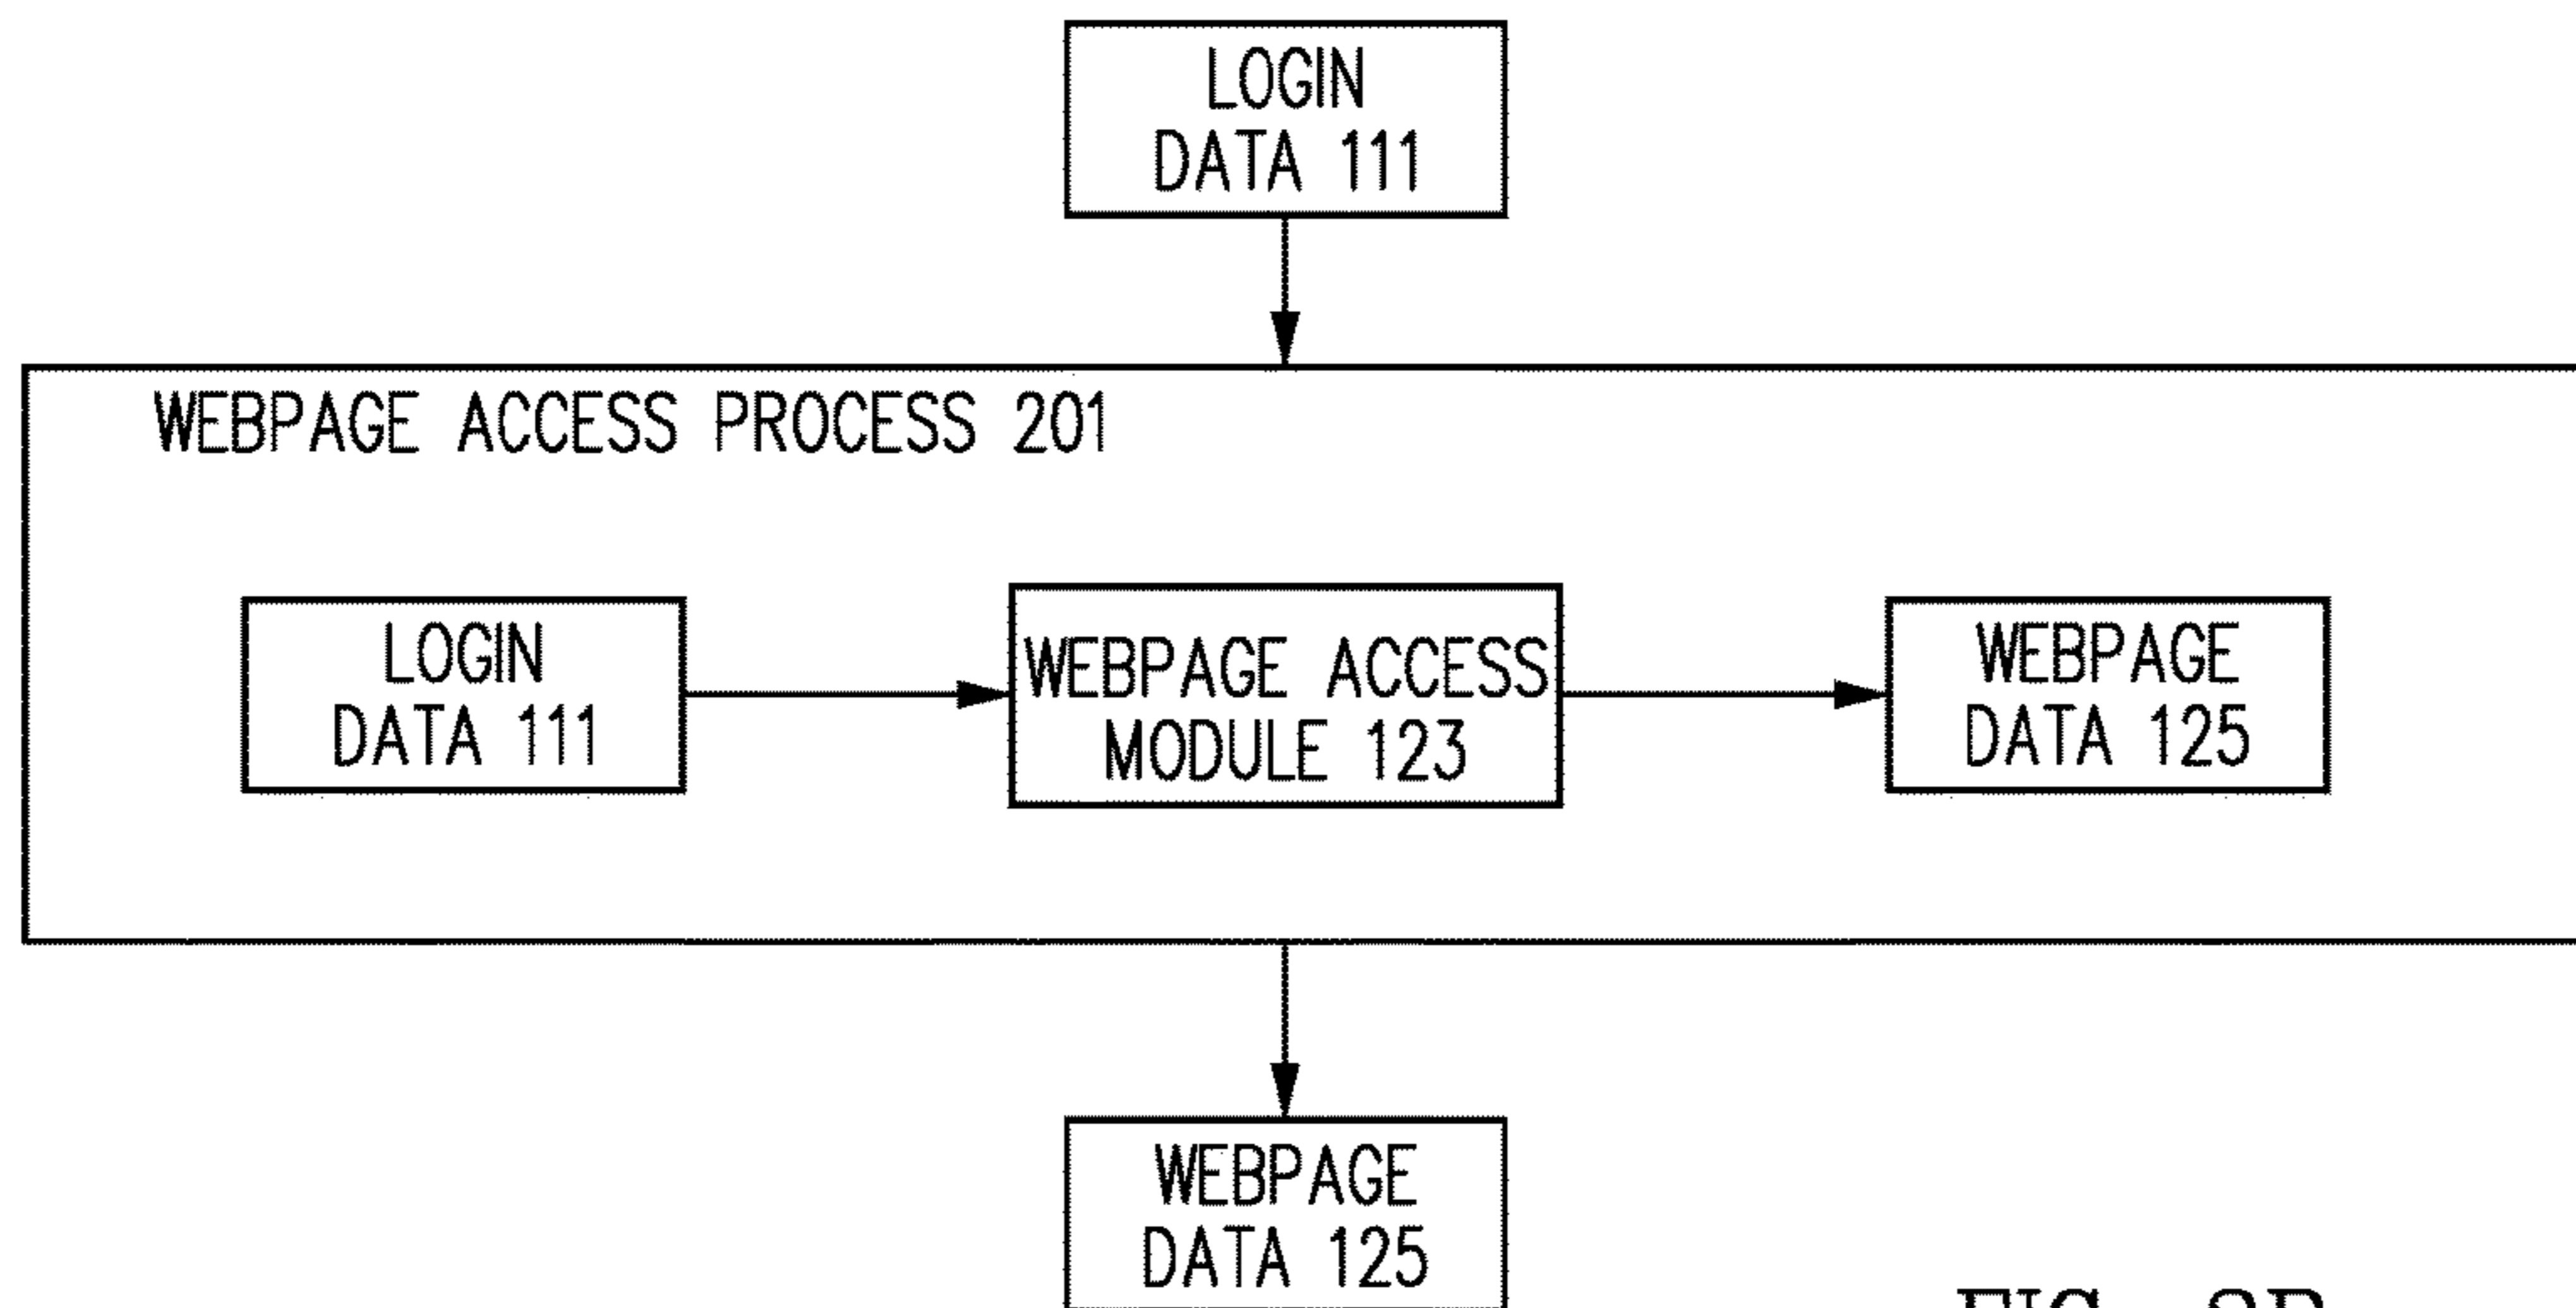 LOGIN
DATA 111
WEBPAGE ACCESS PROCESS 201
LOGIN
DATA 111
WEBPAGE ACCESS
MODULE 123
WEBPAGE
DATA 125
WEBPAGE
DATA 125